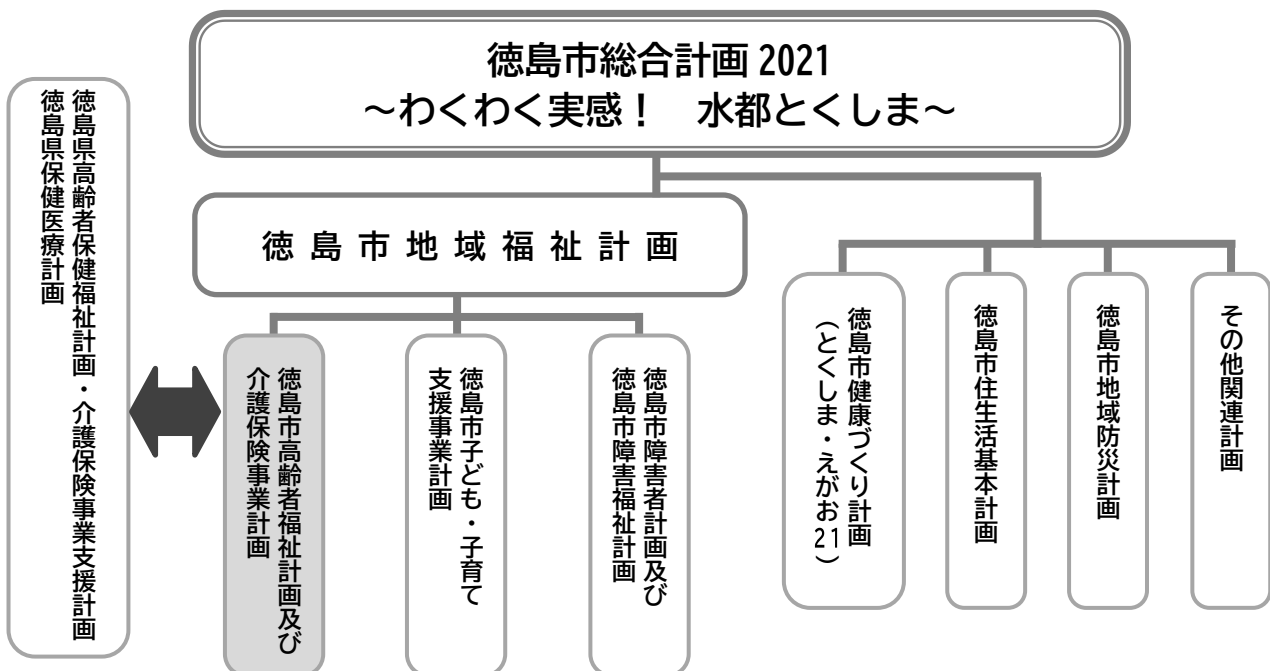 徳島市総合計画 2021
～わくわく実感！　水都とくしま～
徳島県高齢者保健福祉計画・介護保険事業支援計画
徳島県保健医療計画
徳島市地域福祉計画
徳島市高齢者福祉計画及び
介護保険事業計画
徳島市子ども・子育て
支援事業計画
徳島市障害者計画及び
徳島市障害福祉計画
徳島市健康づくり計画
（とくしま・えがお21）
徳島市住生活基本計画
徳島市地域防災計画
その他関連計画